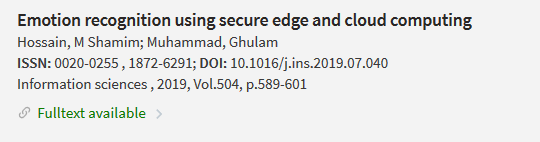 Emotion recognition using secure edge and cloud computing
Hossain, M Shamim; Muhammad, Ghulam
ISSN: 0020-0255 , 1872-6291; DOI: 10.1016/j.ins.2019.07.040
Information sciences , 2019, Vol.504, p.589-601
Fulltext available